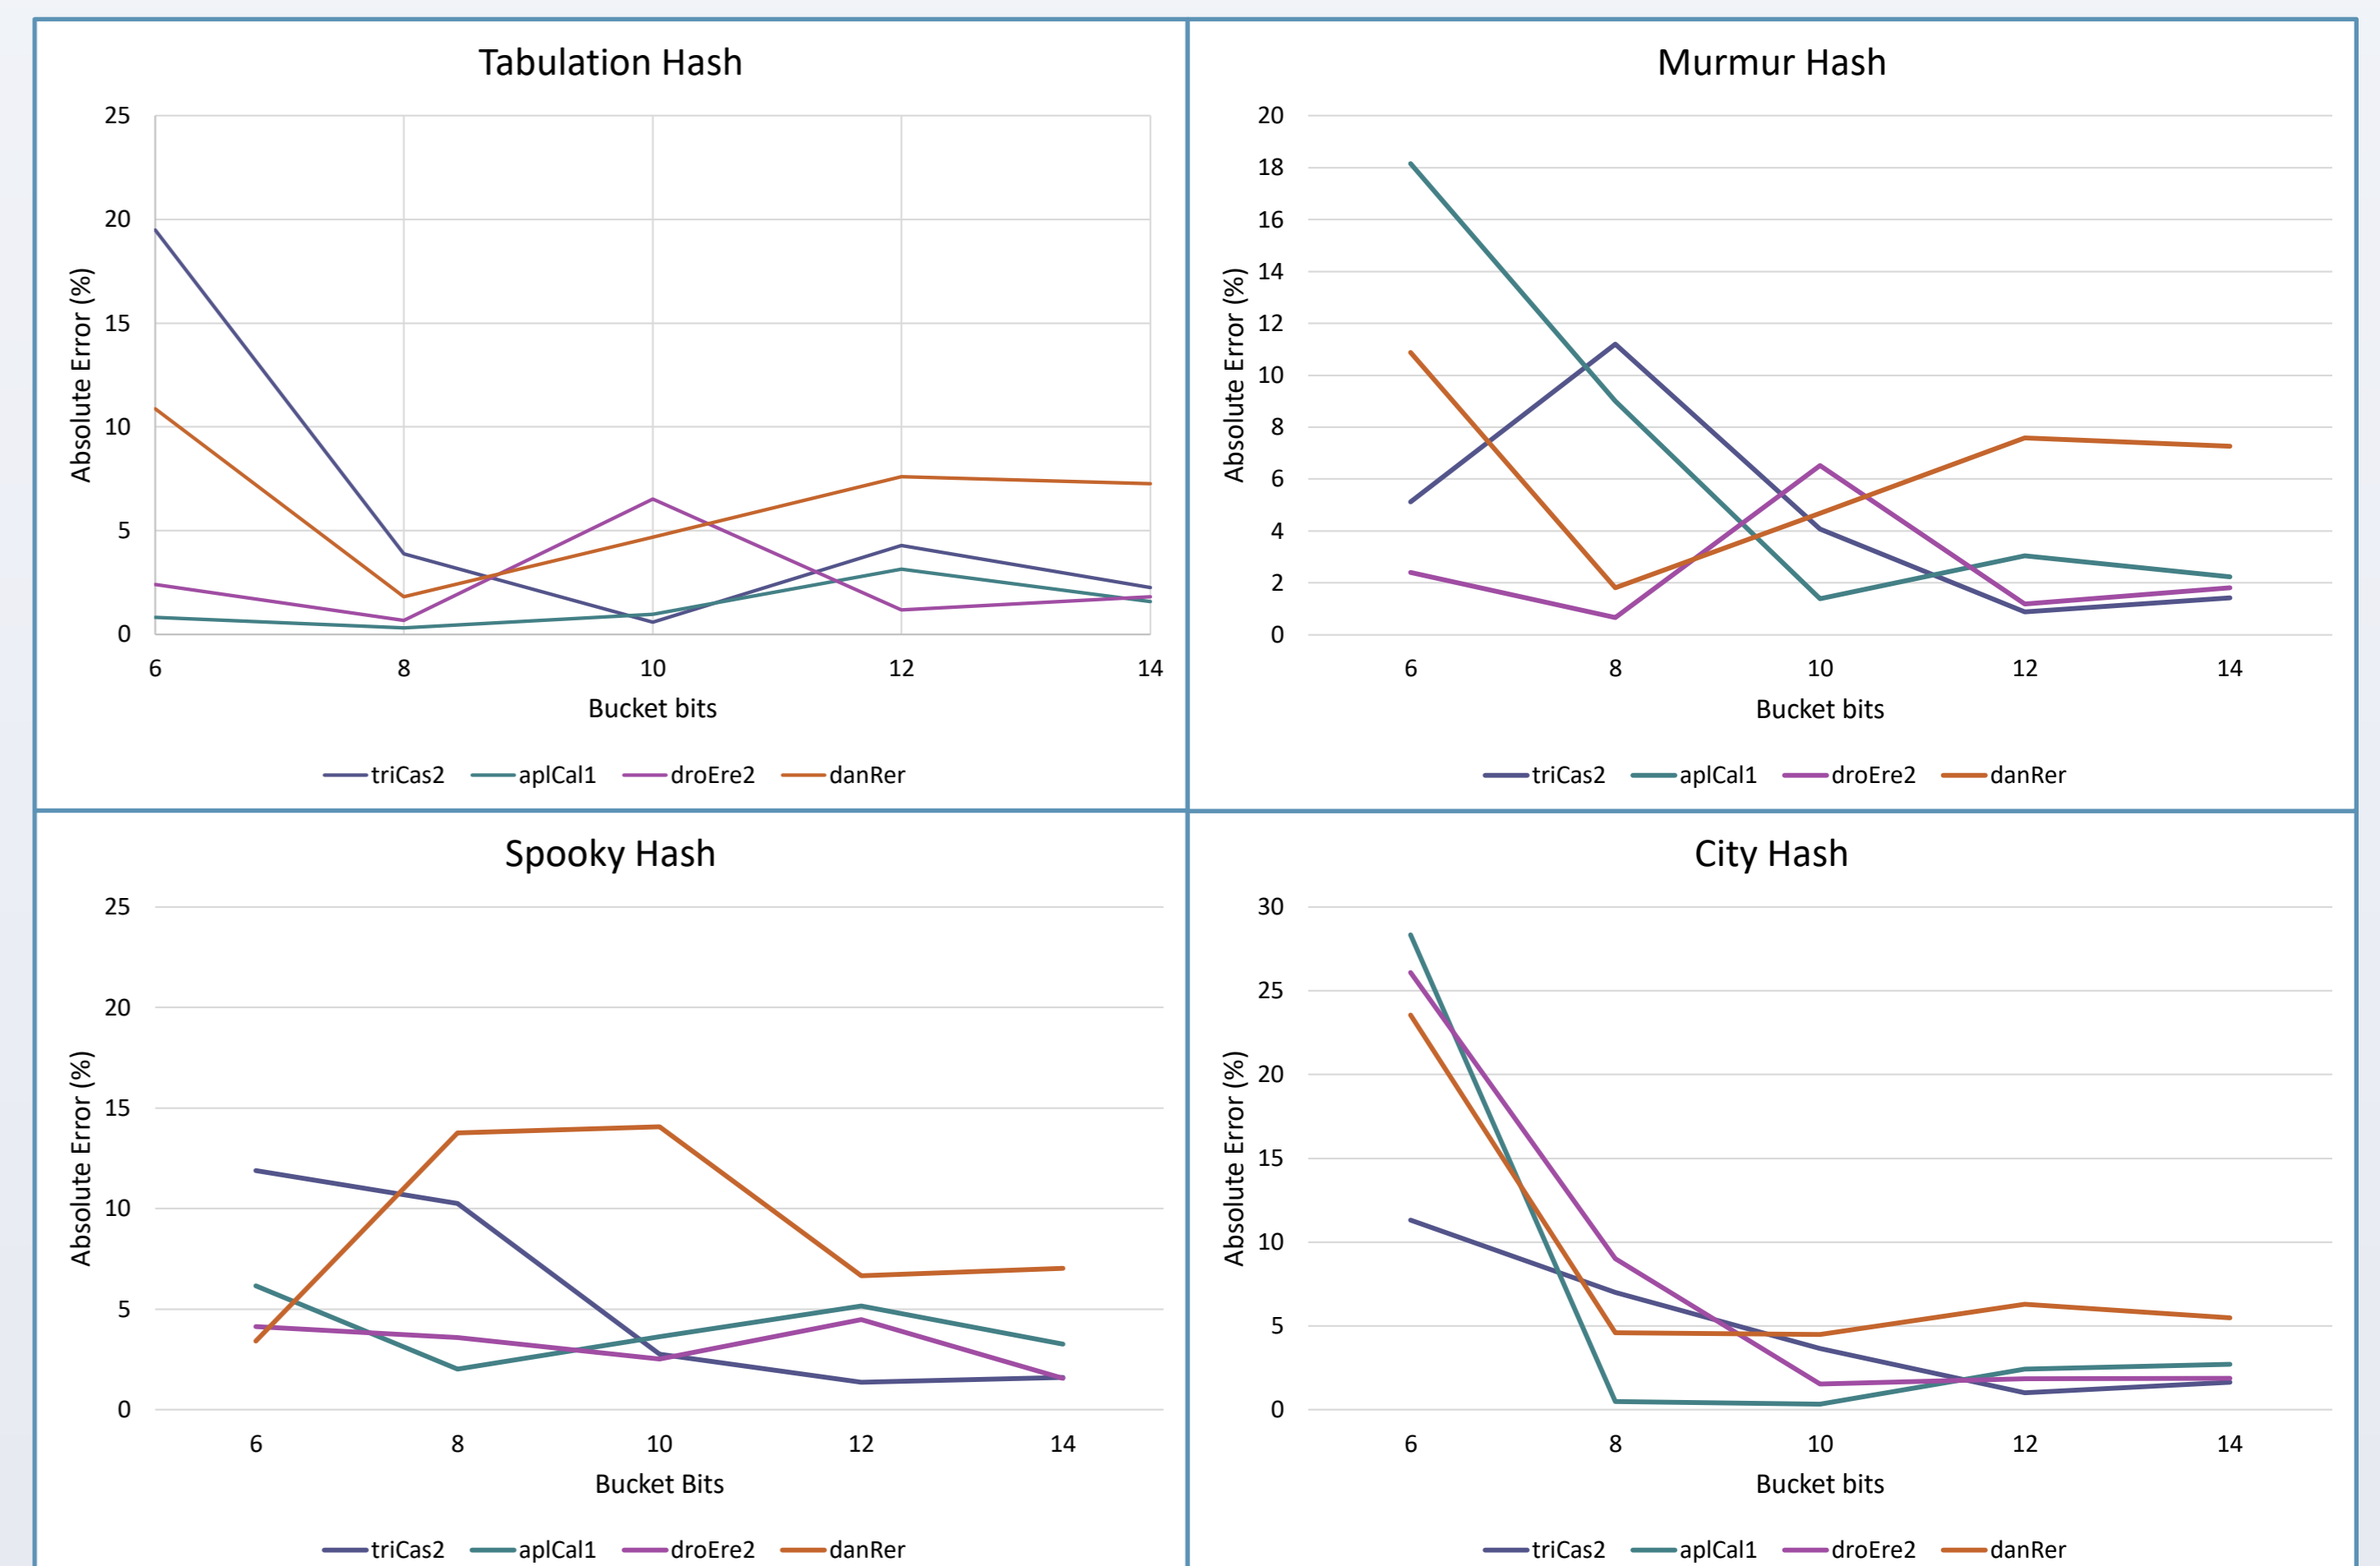 Tabulation Hash
25
20
15
10
5
0
Absolute Error (%)
6 8 10 12 14
Bucket bits
triCas2 aplCal1 droEre2 danRer
Murmur Hash
20
18
16
14
12
10
8
6
4
2
0
Absolute Error (%)
6 8 10 12 14
Bucket bits
triCas2 aplCal1 droEre2 danRer
Spooky Hash
25
20
15
10
5
0
Absolute Error (%)
6 8 10 12 14
Bucket Bits
triCas2 aplCal1 droEre2 danRer
City Hash
30
25
20
15
10
5
0
Absolute Error (%)
6 8 10 12 14
Bucket bits
triCas2 aplCal1 droEre2 danRer